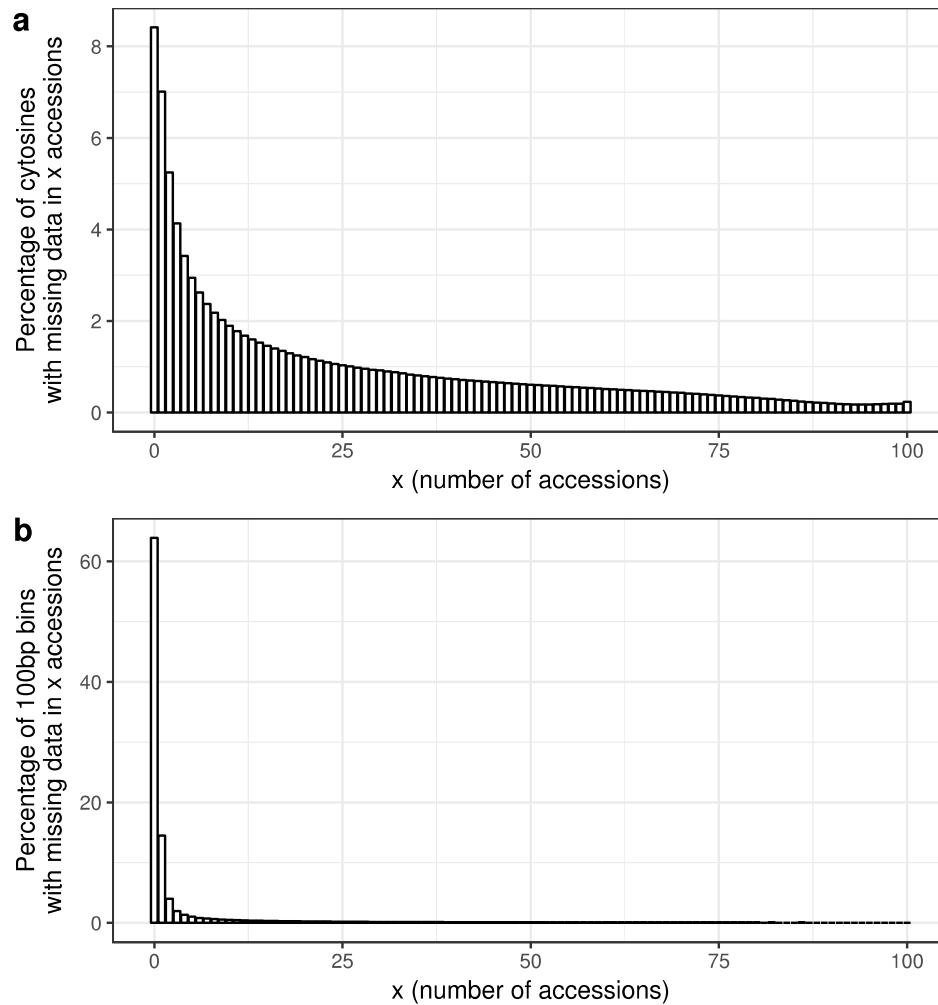 a
Percentage of cytosines
with missing data in x accessions
8
6
4
2
0
0 25 50 75 100
x (number of accessions)
b
Percentage of 100bp bins
with missing data in x accessions
60
40
20
0
0 25 50 75 100
x (number of accessions)